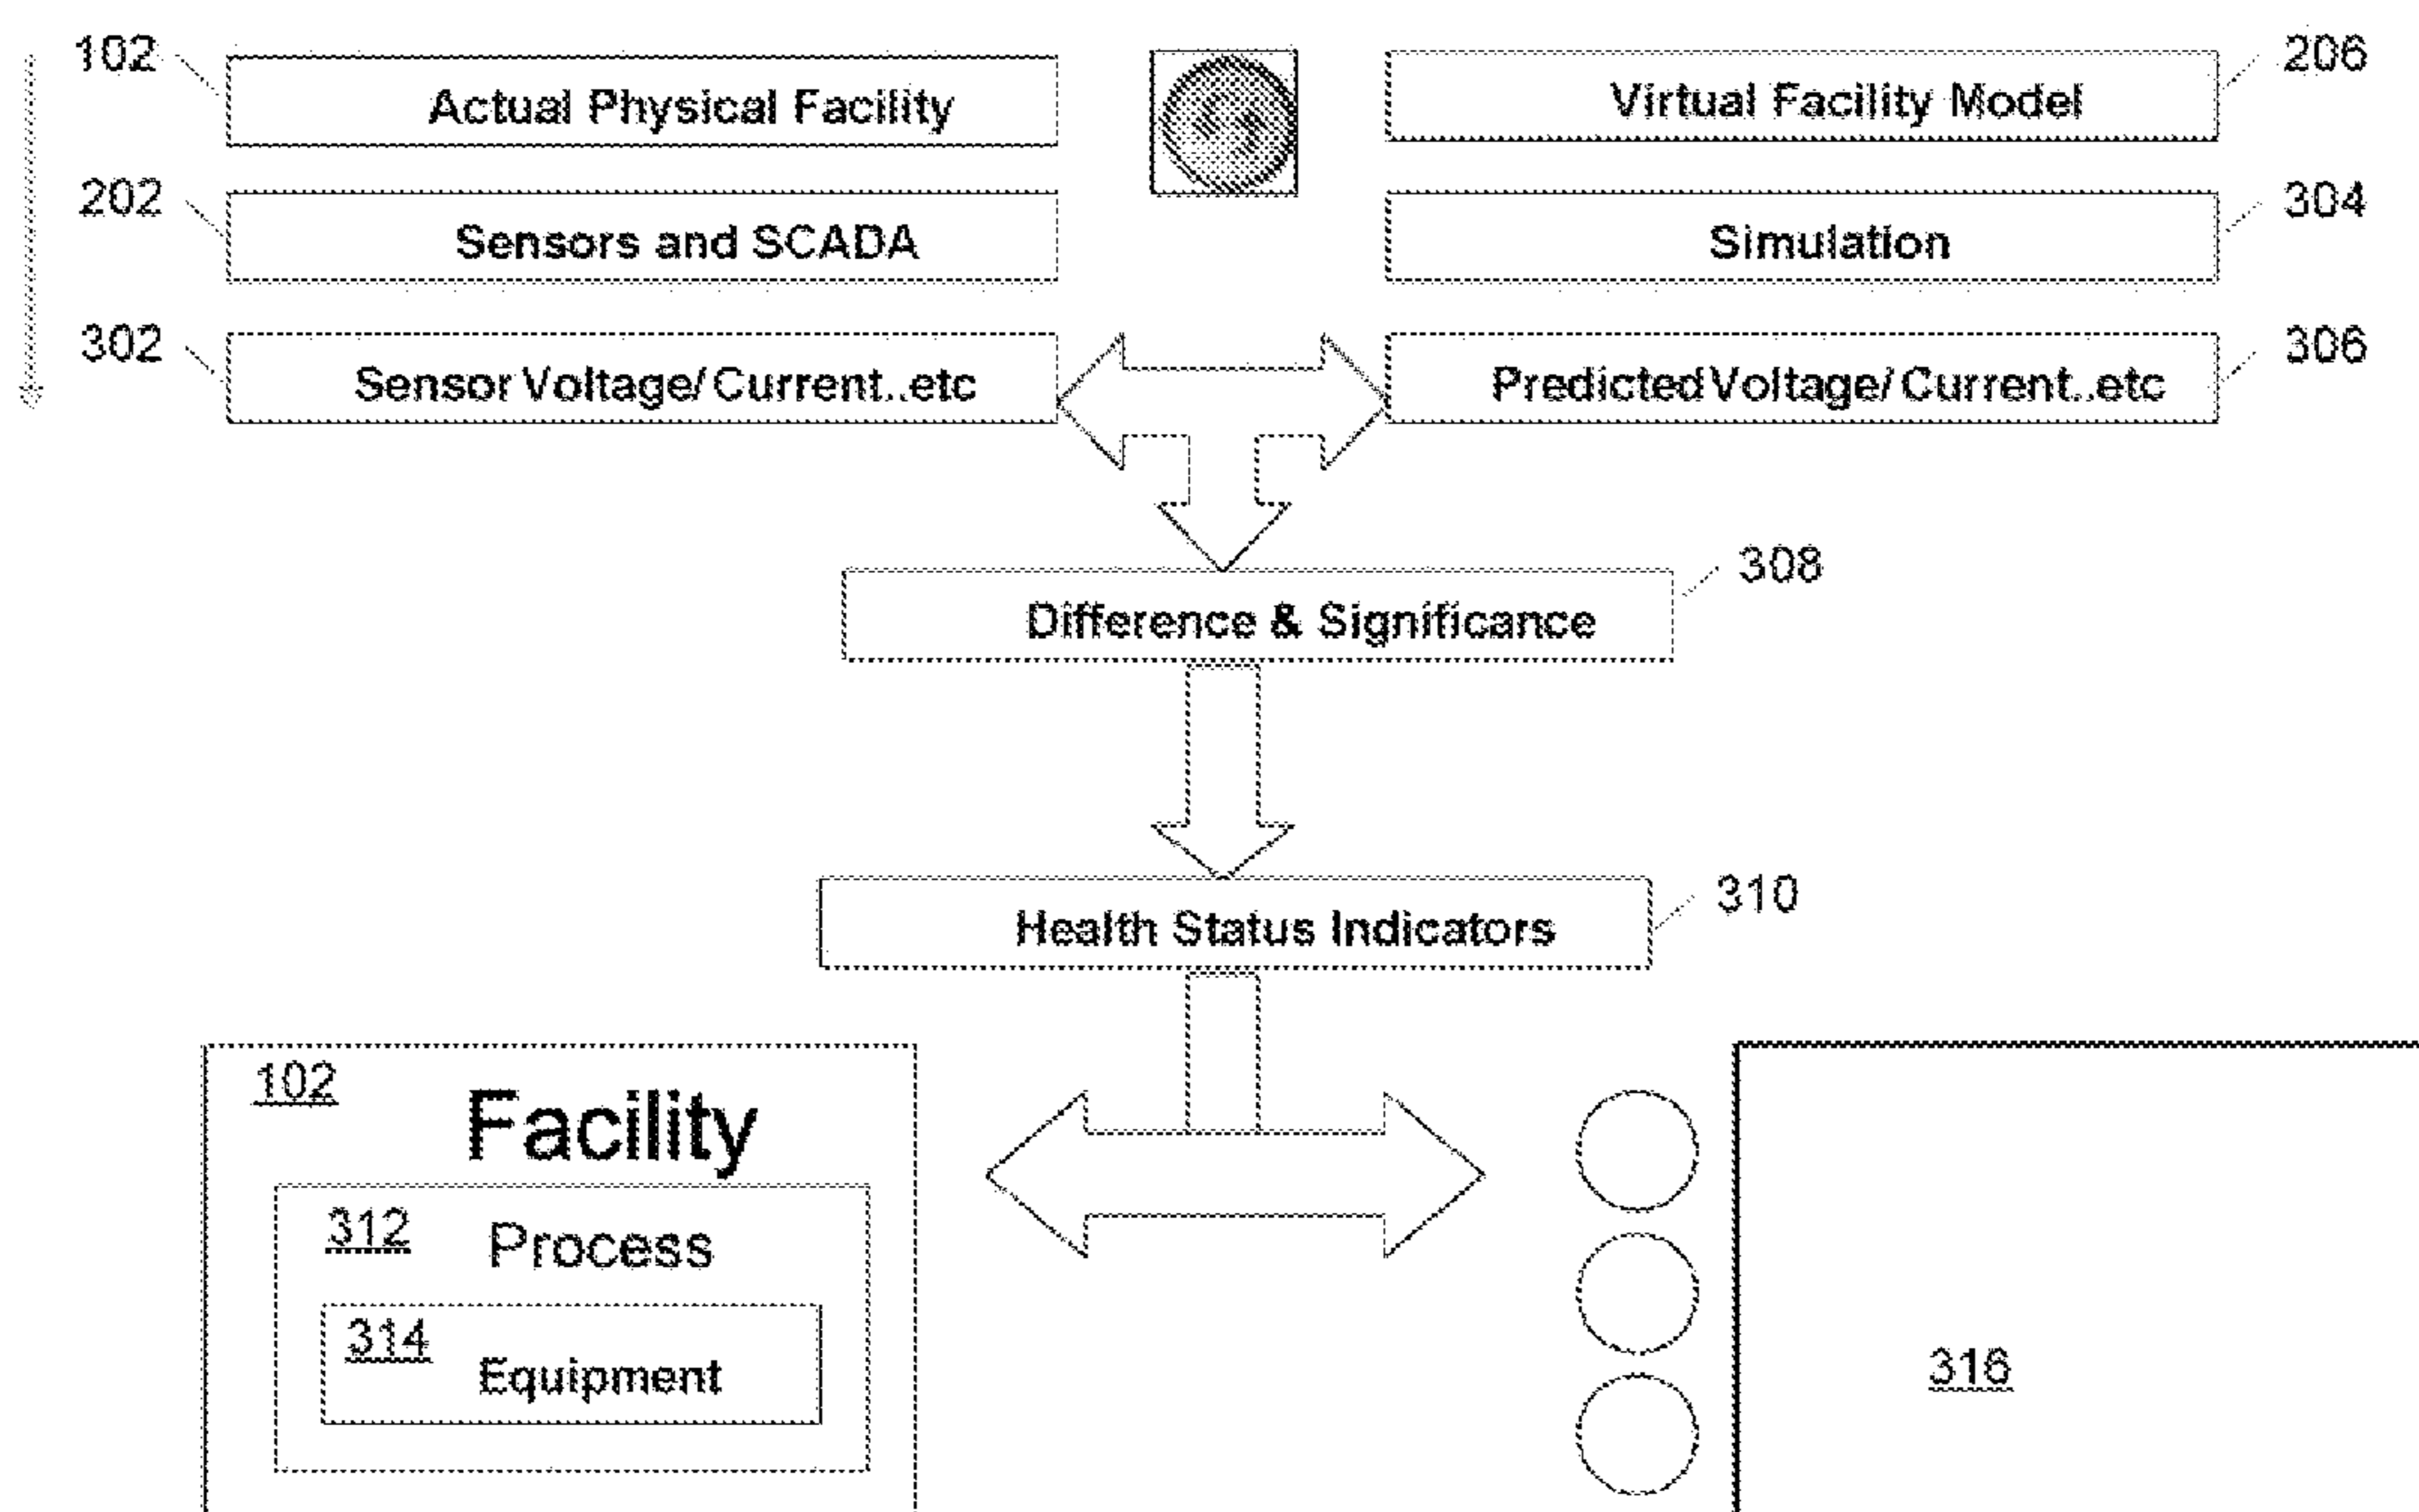 102 Actual Physical Facility Virtual Facility Model 206
202 Sensors and SCADA Simulation 304
302 Sensor Voltage/ Current..etc Predicted Voltage/ Current..etc 306
308
Difference & Significance
310
Health Status Indicators
102 Facility
312 Process
314 Equipment
316